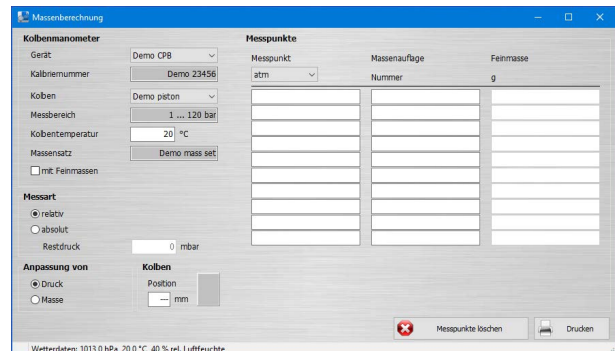 Massenberechnung
Kolbenmanometer
Gerät Demo CPB
Kalibriernummer Demo 23456
Kolben Demo piston
Messbereich 1 ... 120 bar
Kolbentemperatur 20 °C
Massensatz Demo mass set
mit Feinmassen
Messart
relativ
absolut
Restdruck 0 mbar
Anpassung von
Druck
Masse
Kolben
Position
--- mm
Messpunkte
Messpunkt Massenauflage Feinmasse
atm Nummer g
Messpunkte löschen Drucken
Wetterdaten: 1013.0 hPa, 20.0 °C, 40 % rel. Luftfeuchte